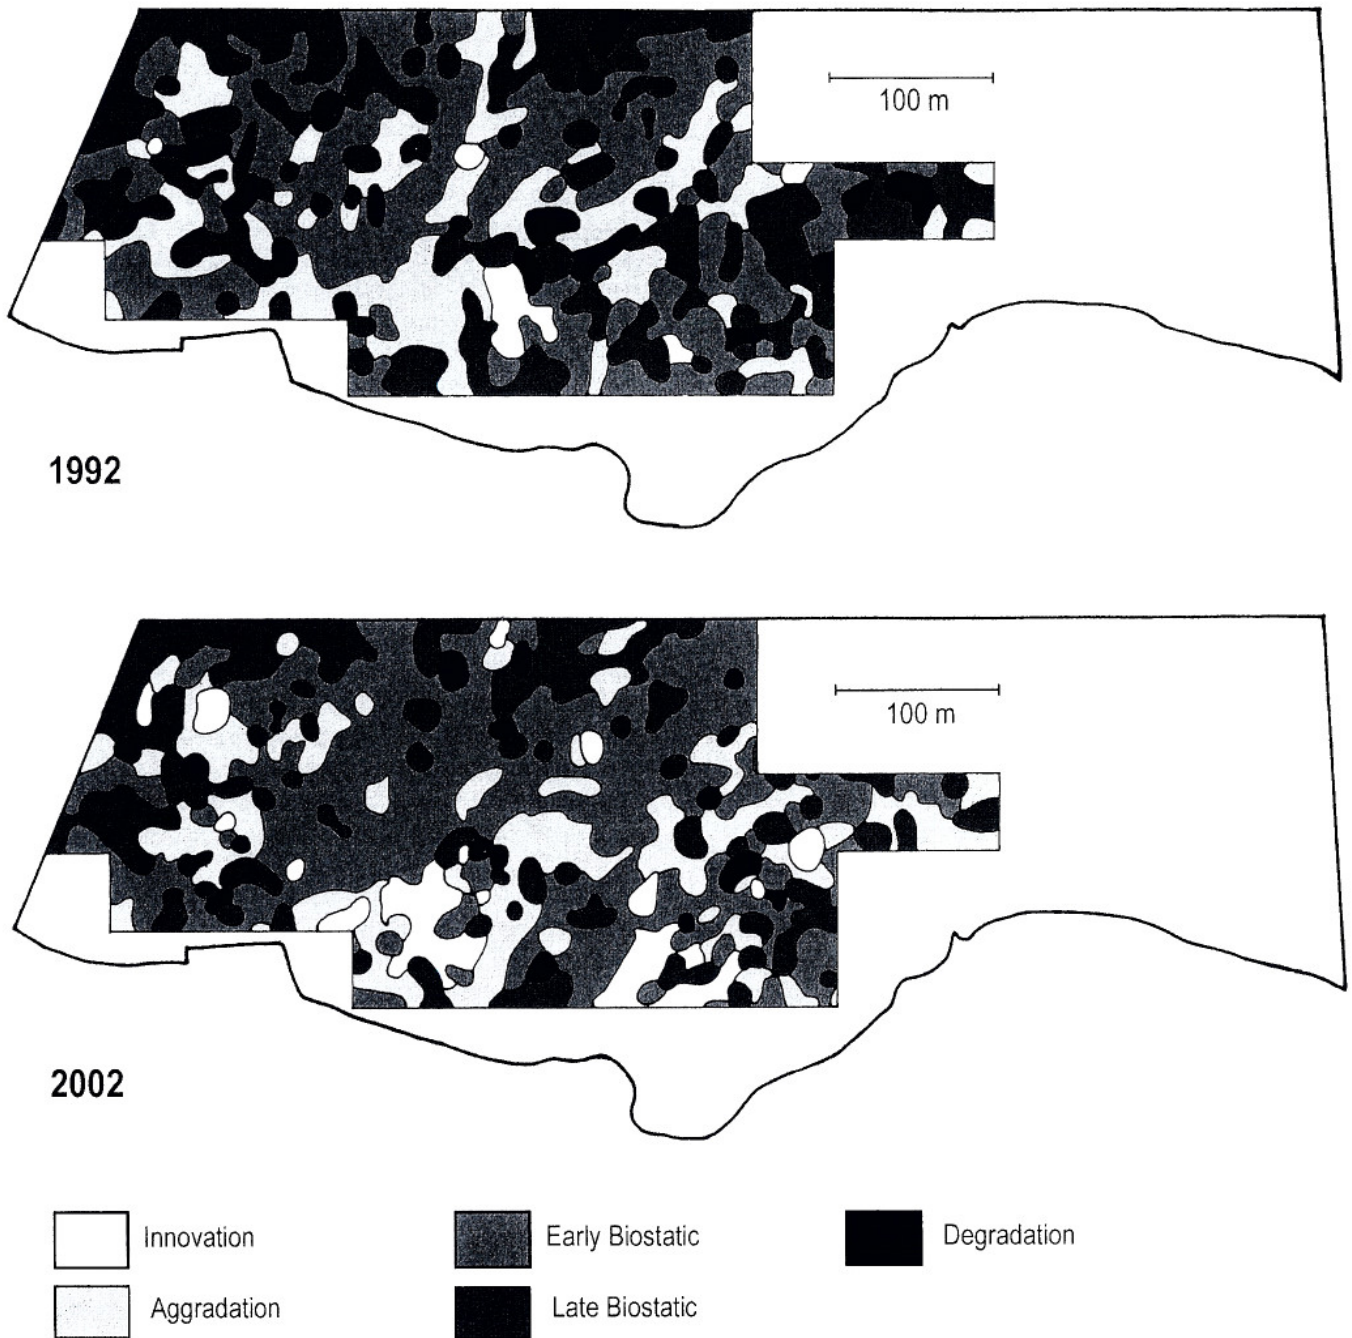 100 m
1992
100 m
2002
Innovation
Early Biostatic
Degradation
Aggradation
Late Biostatic